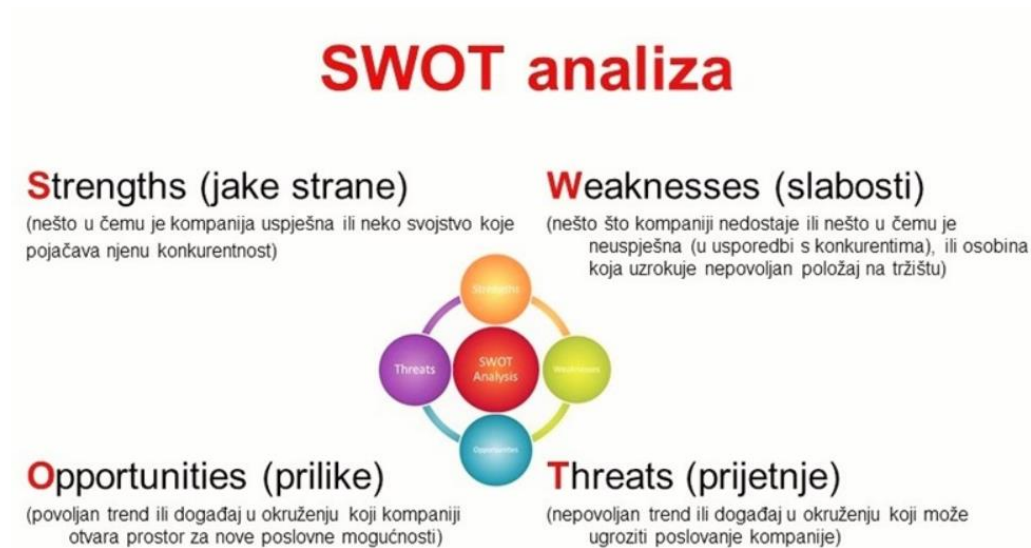 SWOT analiza
Strengths (jake strane)
(nešto u čemu je kompanija uspješna ili neko svojstvo koje
pojačava njenu konkurentnost)
Weaknesses (slabosti)
(nešto što kompaniji nedostaje ili nešto u čemu je
neuspješna (u usporedbi s konkurentima), ili osobina
koja uzrokuje nepovoljan položaj na tržištu)
Strengths
Threats
SWOT
Analysis
Weaknesses
Opportunities
Opportunities (prilike)
(povoljan trend ili događaj u okruženju koji kompaniji
otvara prostor za nove poslovne mogućnosti)
Threats (prijetnje)
(nepovoljan trend ili događaj u okruženju koji može
ugroziti poslovanje kompanije)